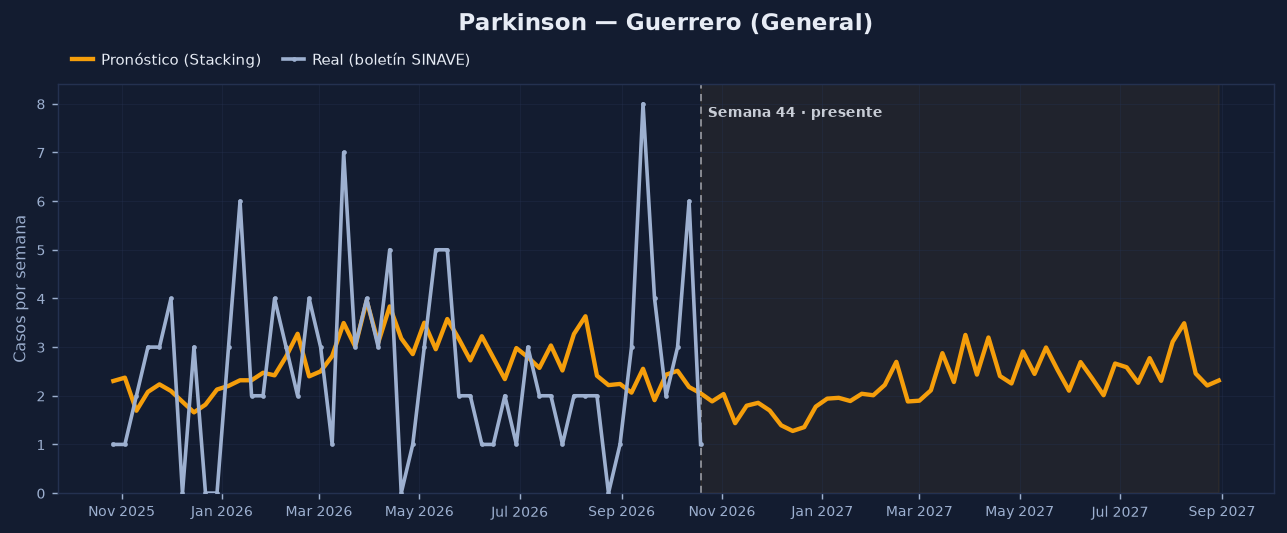 Parkinson — Guerrero (General)
Pronóstico (Stacking)
Real (boletín SINAVE)
Semana 44 · presente
Casos por semana
8
7
6
5
4
3
2
1
0
Nov 2025
Jan 2026
Mar 2026
May 2026
Jul 2026
Sep 2026
Nov 2026
Jan 2027
Mar 2027
May 2027
Jul 2027
Sep 2027